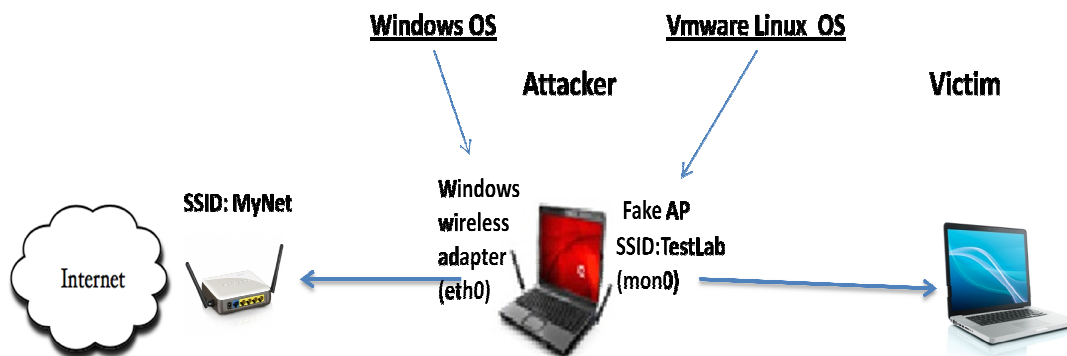 Windows OS
Vmware Linux OS
Attacker
Victim
SSID: MyNet
Windows
wireless
adapter
(eth0)
Fake AP
SSID:TestLab
(mon0)
Internet